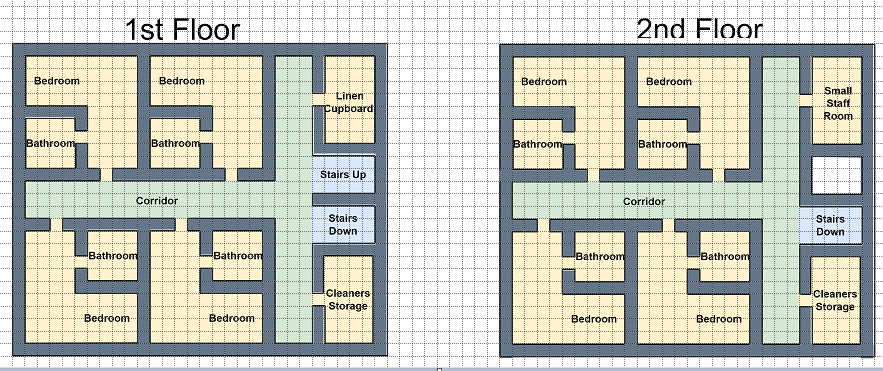 1st Floor
Bedroom
Bedroom
Linen
Cupboard
Bathroom
Bathroom
Stairs Up
Corridor
Stairs
Down
Bathroom
Bathroom
Cleaners
Storage
Bedroom
Bedroom
2nd Floor
Bedroom
Bedroom
Small
Staff
Room
Bathroom
Bathroom
Corridor
Stairs
Down
Bathroom
Bathroom
Cleaners
Storage
Bedroom
Bedroom